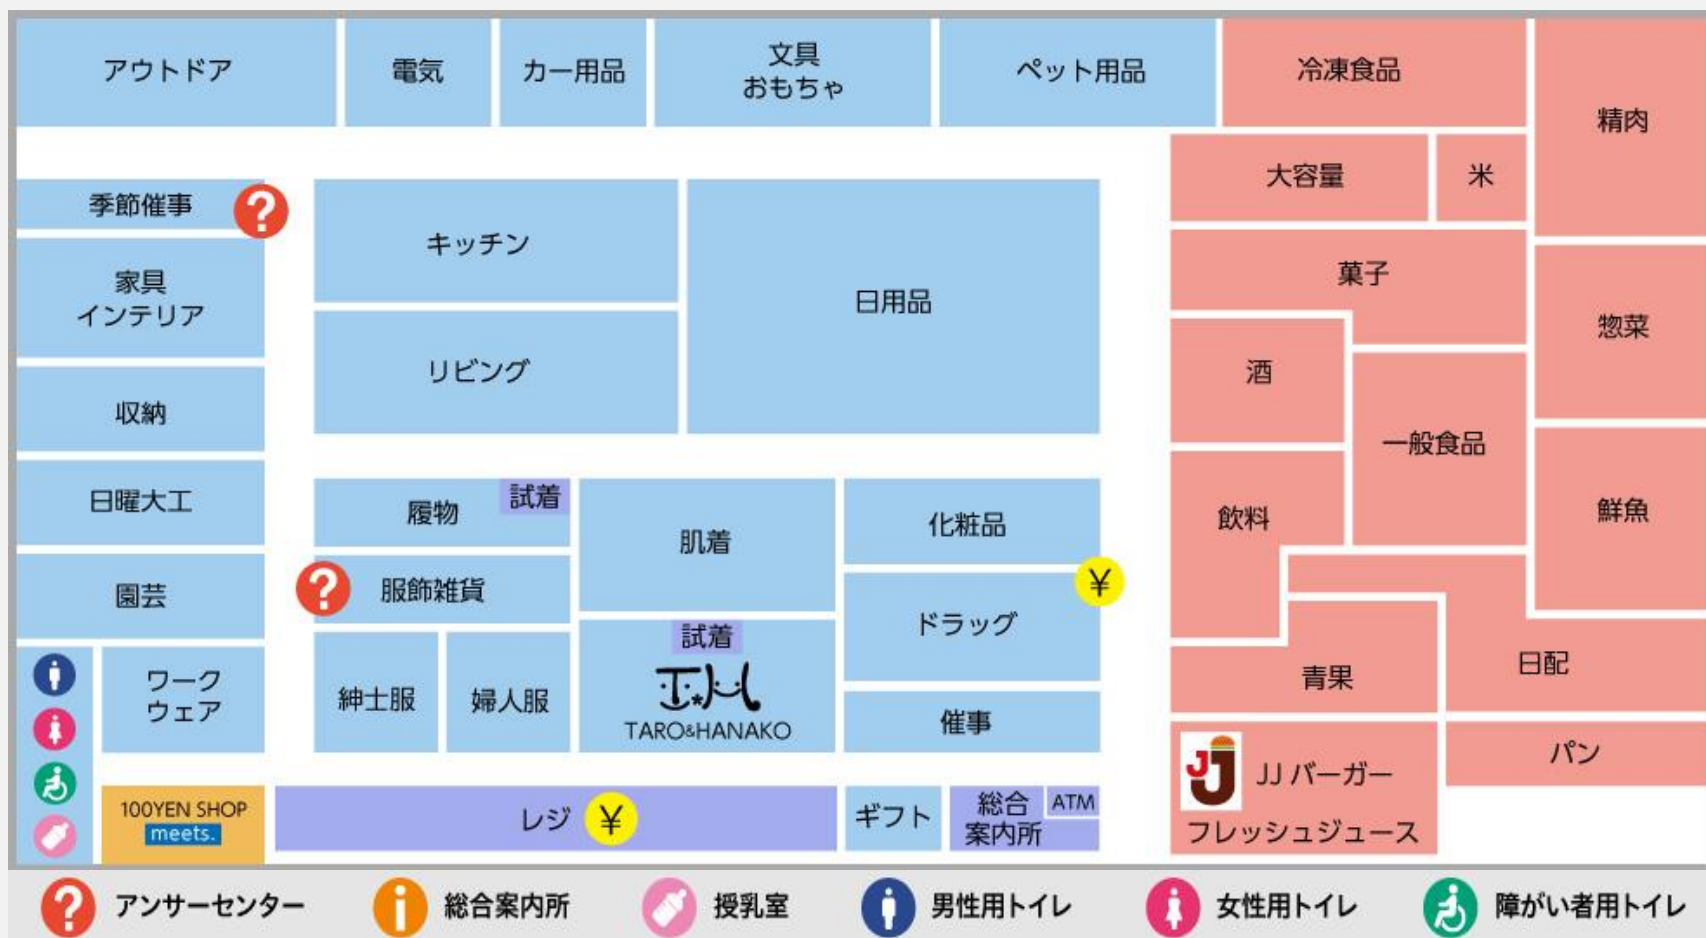 アウトドア
電気
カー用品
文具
おもちゃ
ペット用品
冷凍食品
精肉
大容量
米
季節催事
?
キッチン
日用品
菓子
家具
インテリア
惣菜
リビング
酒
収納
一般食品
日曜大工
履物
試着
肌着
化粧品
飲料
鮮魚
園芸
?
服飾雑貨
ドラッグ
¥
試着
ワーク
ウェア
紳士服
婦人服
T*H
TARO&HANAKO
催事
青果
日配
パン
JJ
JJ バーガー
フレッシュジュース
100YEN SHOP
meets.
レジ
¥
ギフト
総合
案内所
ATM
? アンサーセンター
i 総合案内所
授乳室
男性用トイレ
女性用トイレ
障がい者用トイレ